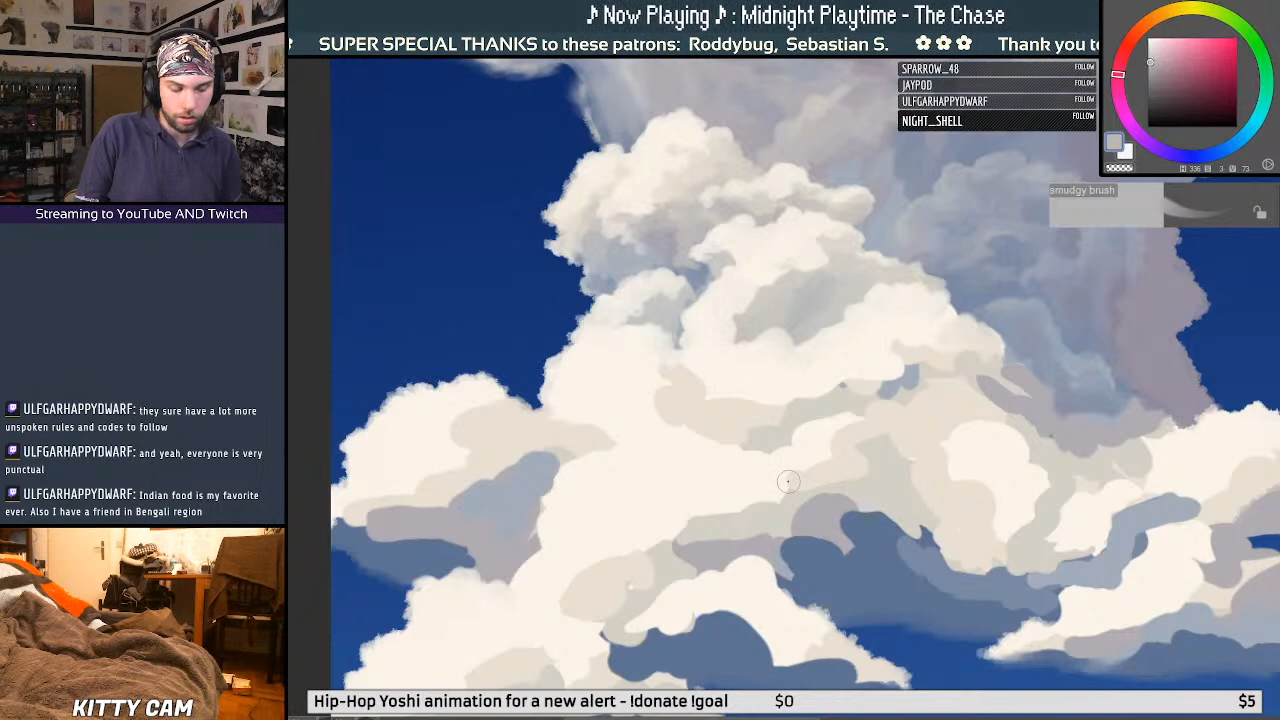 ♪ Now Playing ♪ : Midnight Playtime - The Chase
SUPER SPECIAL THANKS to these patrons: Roddybug, Sebastian S. ✿ ✿ ✿ Thank you to
SPARROW_48 FOLLOW
JAYPOD FOLLOW
ULFGARHAPPYDWARF FOLLOW
NIGHT_SHELL FOLLOW
H 336 S 3 V 73
smudgy brush
Streaming to YouTube AND Twitch
ULFGARHAPPYDWARF: they sure have a lot more
unspoken rules and codes to follow
ULFGARHAPPYDWARF: and yeah, everyone is very
punctual
ULFGARHAPPYDWARF: Indian food is my favorite
ever. Also I have a friend in Bengali region
KITTY CAM
Hip-Hop Yoshi animation for a new alert - !donate !goal $0 $5